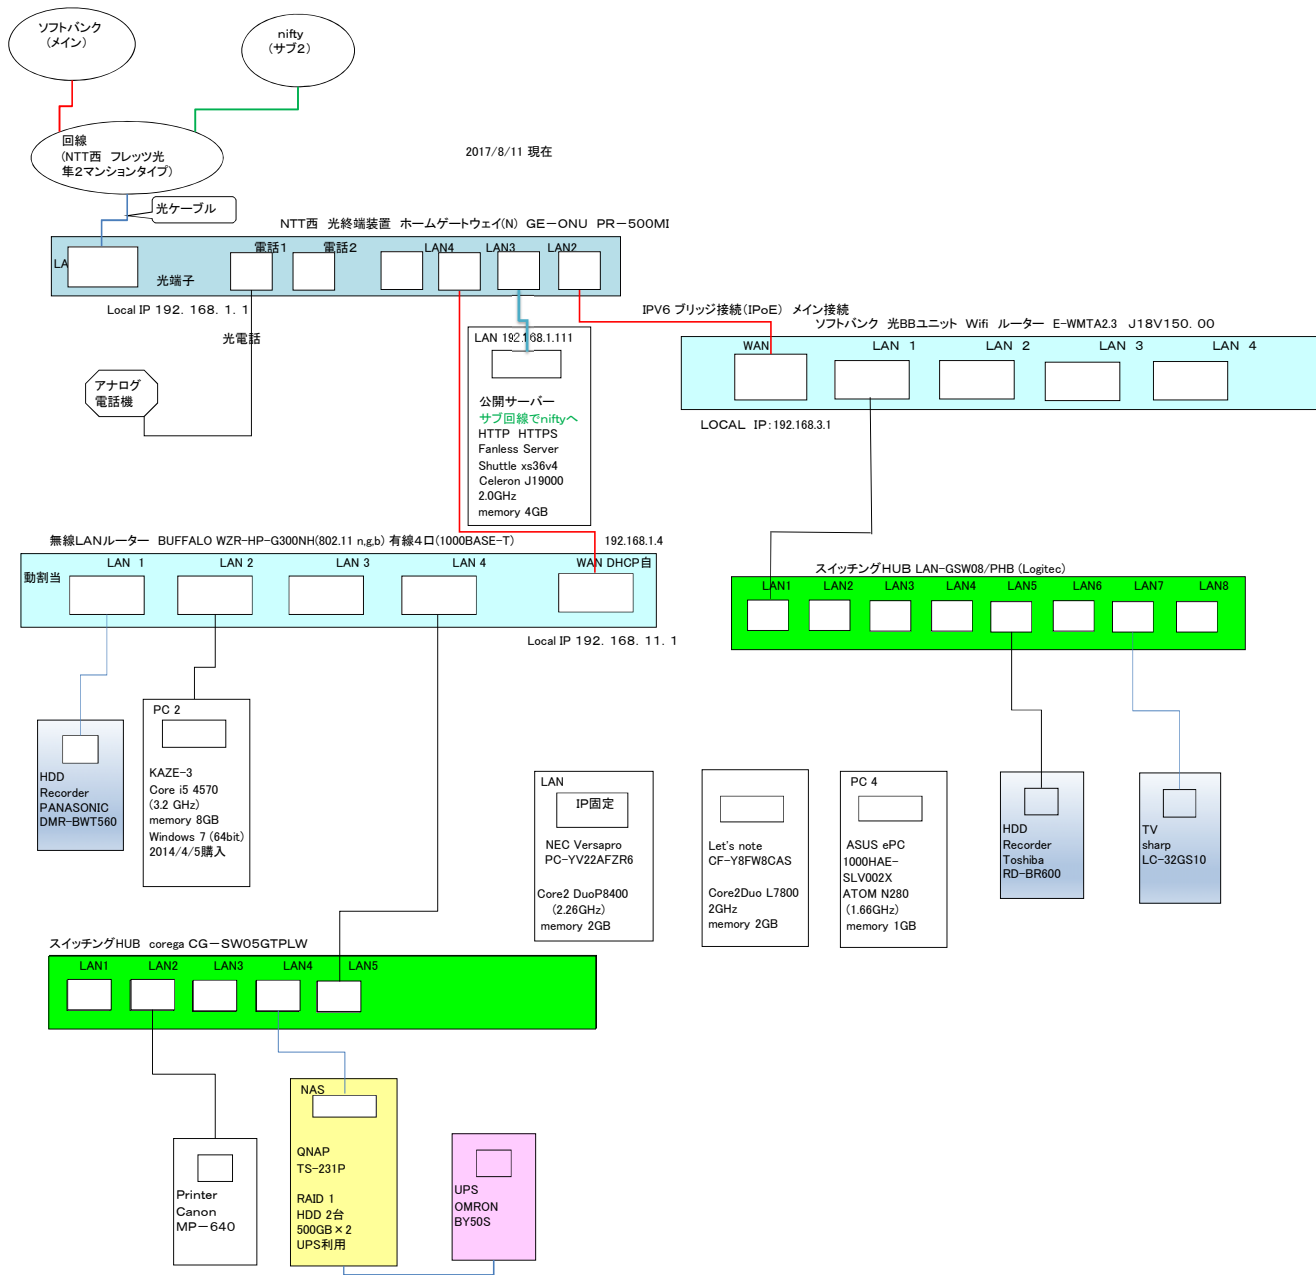 ソフトバンク
(メイン)
nifty
(サブ2)
回線
(NTT西 フレッツ光
隼2マンションタイプ)
2017/8/11 現在
光ケーブル
NTT西 光終端装置 ホームゲートウェイ(N) GE-ONU PR-500MI
LA
光端子
電話1
電話2
LAN4
LAN3
LAN2
Local IP 192.168.1.1
光電話
アナログ
電話機
IPV6 ブリッジ接続(IPoE) メイン接続
ソフトバンク 光BBユニット Wifi ルーター E-WMTA2.3 J18V150.00
WAN
LAN 1
LAN 2
LAN 3
LAN 4
LOCAL IP:192.168.3.1
LAN 192.168.1.111
公開サーバー
サブ回線でniftyへ
HTTP HTTPS
Fanless Server
Shuttle xs36v4
Celeron J19000
2.0GHz
memory 4GB
無線LANルーター BUFFALO WZR-HP-G300NH(802.11 n,g,b) 有線4口(1000BASE-T)
192.168.1.4
動割当
LAN 1
LAN 2
LAN 3
LAN 4
WAN DHCP自
Local IP 192.168.11.1
スイッチングHUB LAN-GSW08/PHB (Logitec)
LAN1
LAN2
LAN3
LAN4
LAN5
LAN6
LAN7
LAN8
HDD
Recorder
PANASONIC
DMR-BWT560
PC 2
KAZE-3
Core i5 4570
(3.2 GHz)
memory 8GB
Windows 7 (64bit)
2014/4/5購入
LAN
IP固定
NEC Versapro
PC-YV22AFZR6
Core2 DuoP8400
(2.26GHz)
memory 2GB
Let's note
CF-Y8FW8CAS
Core2Duo L7800
2GHz
memory 2GB
PC 4
ASUS ePC
1000HAE-
SLV002X
ATOM N280
(1.66GHz)
memory 1GB
HDD
Recorder
Toshiba
RD-BR600
TV
sharp
LC-32GS10
スイッチングHUB corega CG-SW05GTPLW
LAN1
LAN2
LAN3
LAN4
LAN5
Printer
Canon
MP-640
NAS
QNAP
TS-231P
RAID 1
HDD 2台
500GB×2
UPS利用
UPS
OMRON
BY50S